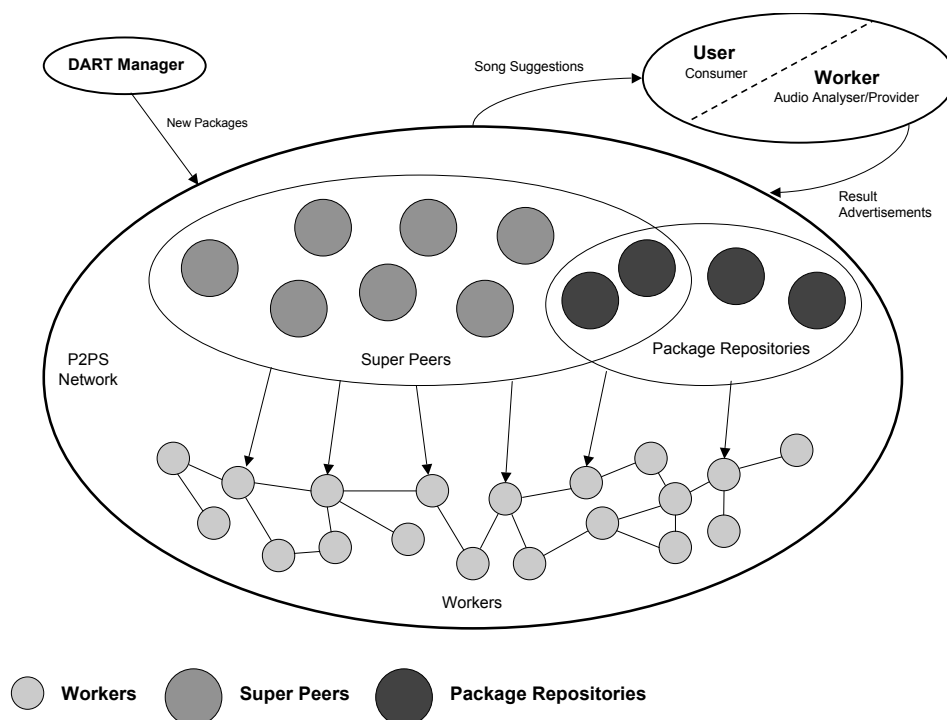 DART Manager
New Packages
Song Suggestions
User
Consumer
Worker
Audio Analyser/Provider
Result
Advertisements
P2PS
Network
Super Peers
Package Repositories
Workers
Workers
Super Peers
Package Repositories